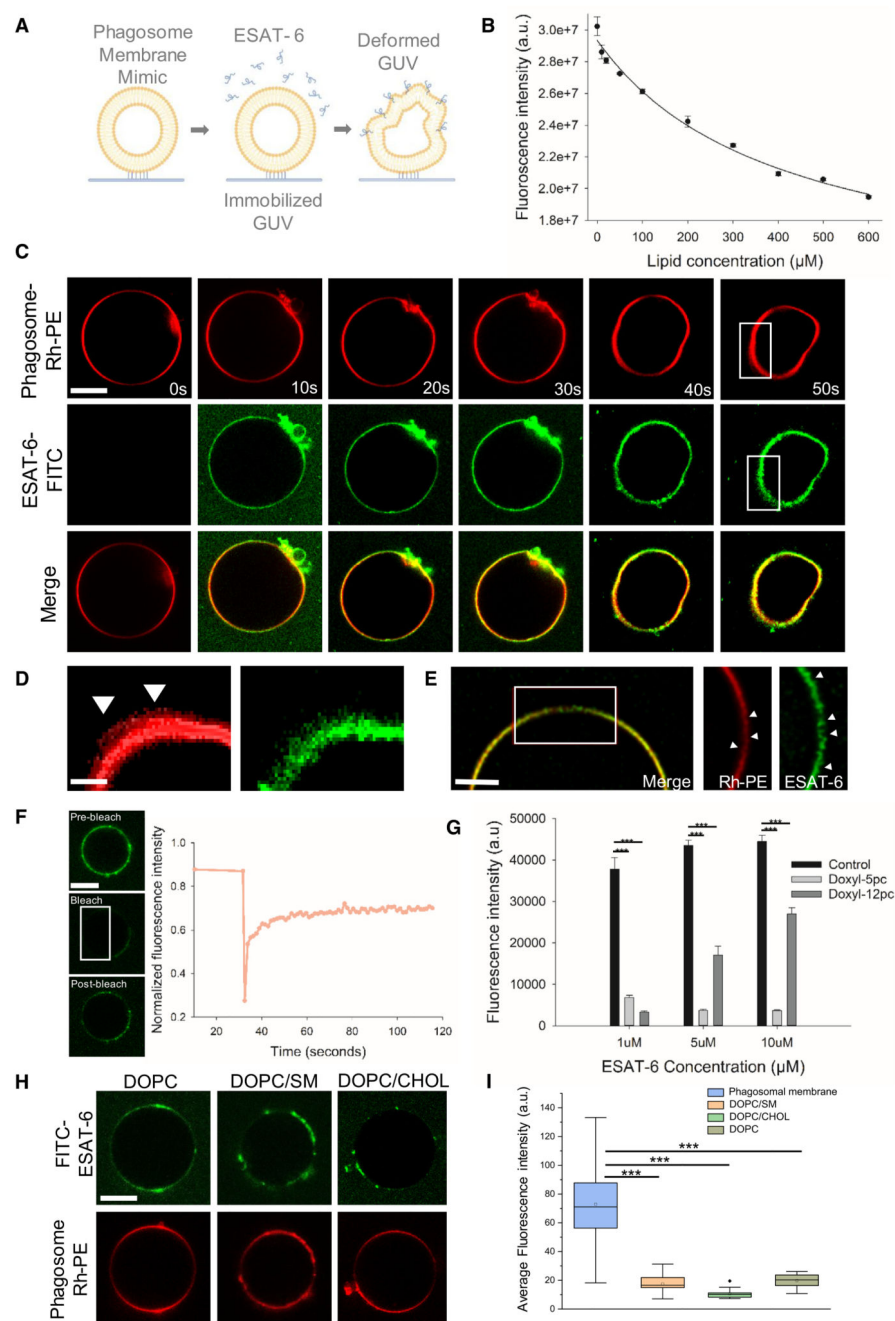 A
Phagosome
Membrane
Mimic
ESAT-6
Deformed
GUV
Immobilized
GUV
B
Fluoroscence intensity (a.u.)
3.0e+7
2.8e+7
2.6e+7
2.4e+7
2.2e+7
2.0e+7
1.8e+7
0 100 200 300 400 500 600
Lipid concentration (µM)
C
Phagosome-
Rh-PE
0s 10s 20s 30s 40s 50s
ESAT-6-
FITC
Merge
D
E
Merge
Rh-PE
ESAT-6
F
Pre-bleach
Bleach
Post-bleach
Normalized fluorescence intensity
1.0
0.8
0.6
0.4
0.2
20 40 60 80 100 120
Time (seconds)
G
Fluorescence intensity (a.u)
50000
40000
30000
20000
10000
0
*** *** ***
*** *** ***
Control
Doxyl-5pc
Doxyl-12pc
1uM 5uM 10uM
ESAT-6 Concentration (µM)
H
DOPC DOPC/SM DOPC/CHOL
FITC-
ESAT-6
Phagosome
Rh-PE
I
Average Fluorescence intensity (a.u.)
140
120
100
80
60
40
20
0
Phagosomal membrane
DOPC/SM
DOPC/CHOL
DOPC
***
***
***